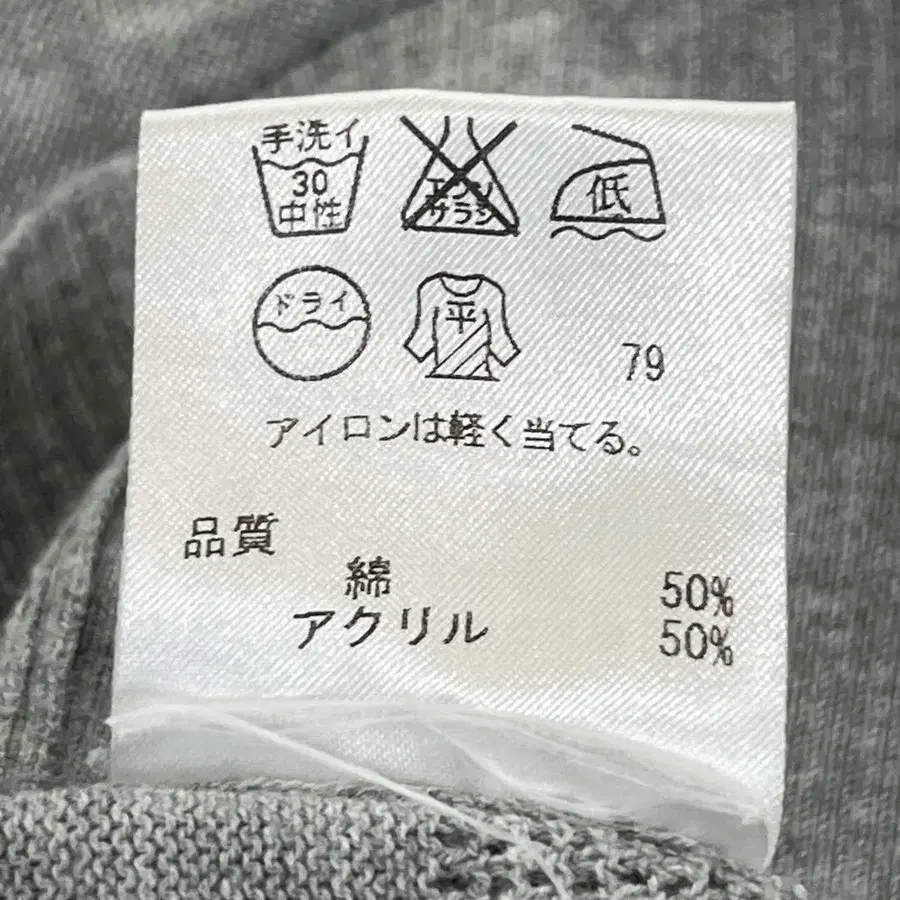 手洗イ
30
中性
エンソ
サラシ
低
ドライ
平
79
アイロンは軽く当てる。
品質
綿 50%
アクリル 50%